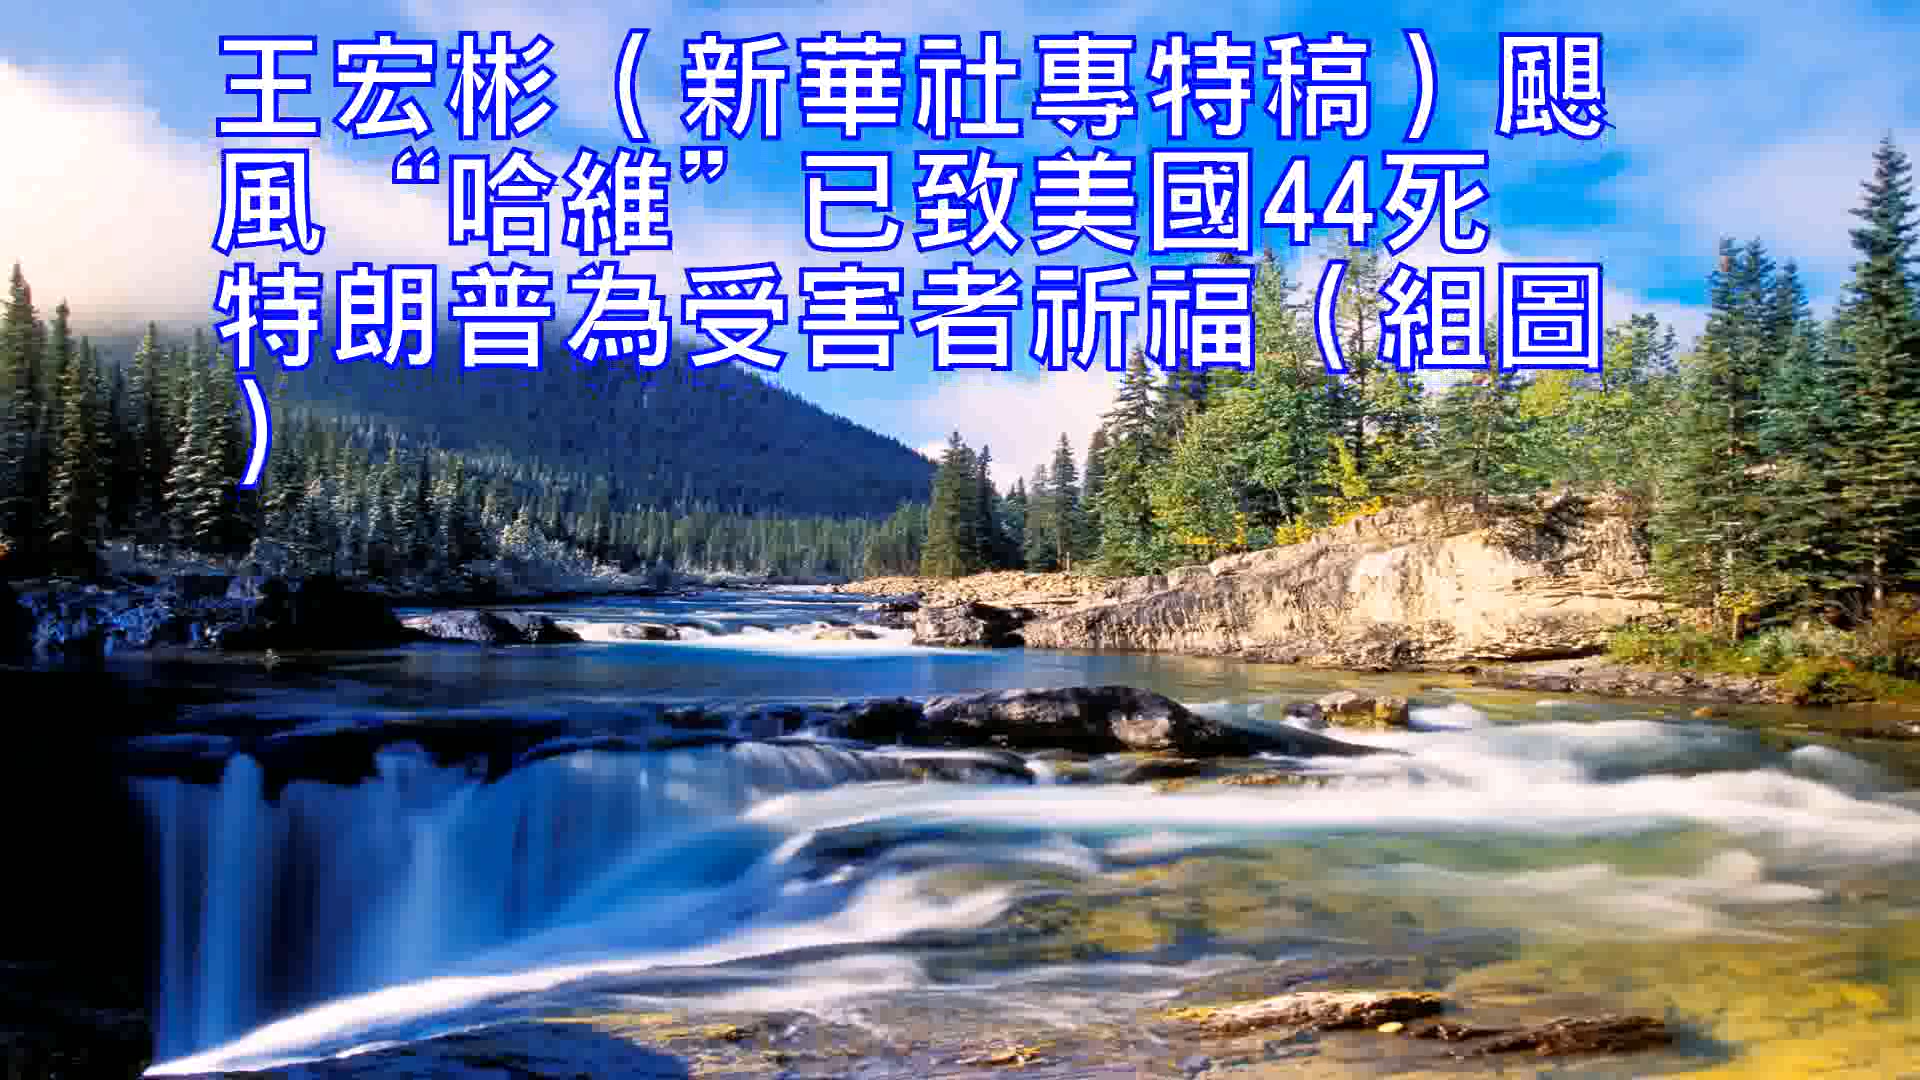 王宏彬（新華社專特稿）颶
風“哈維”已致美國44死
特朗普為受害者祈福（組圖
）